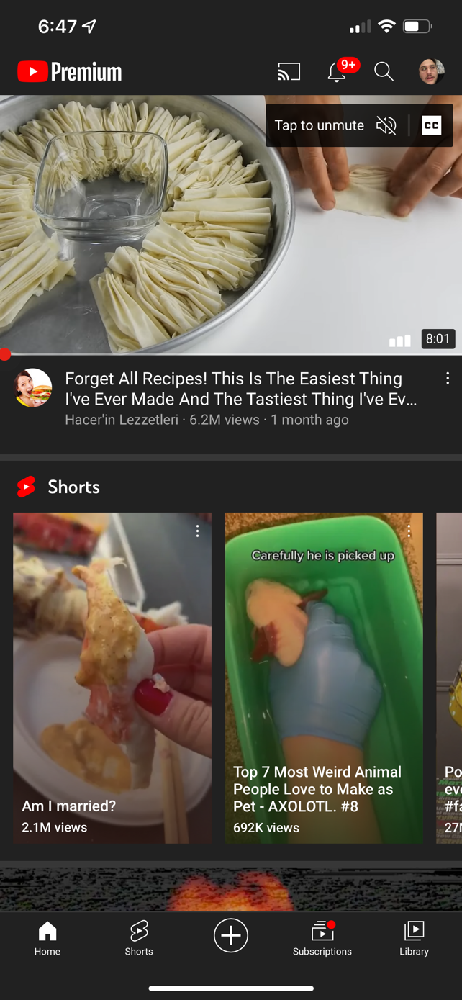 6:47
Premium
9+
Tap to unmute
CC
8:01
Forget All Recipes! This Is The Easiest Thing
I've Ever Made And The Tastiest Thing I've Ev...
Hacer'in Lezzetleri · 6.2M views · 1 month ago
Shorts
Carefully he is picked up
Am I married?
2.1M views
Top 7 Most Weird Animal
People Love to Make as
Pet - AXOLOTL. #8
692K views
Po
eve
#fa
27M
Home
Shorts
Subscriptions
Library